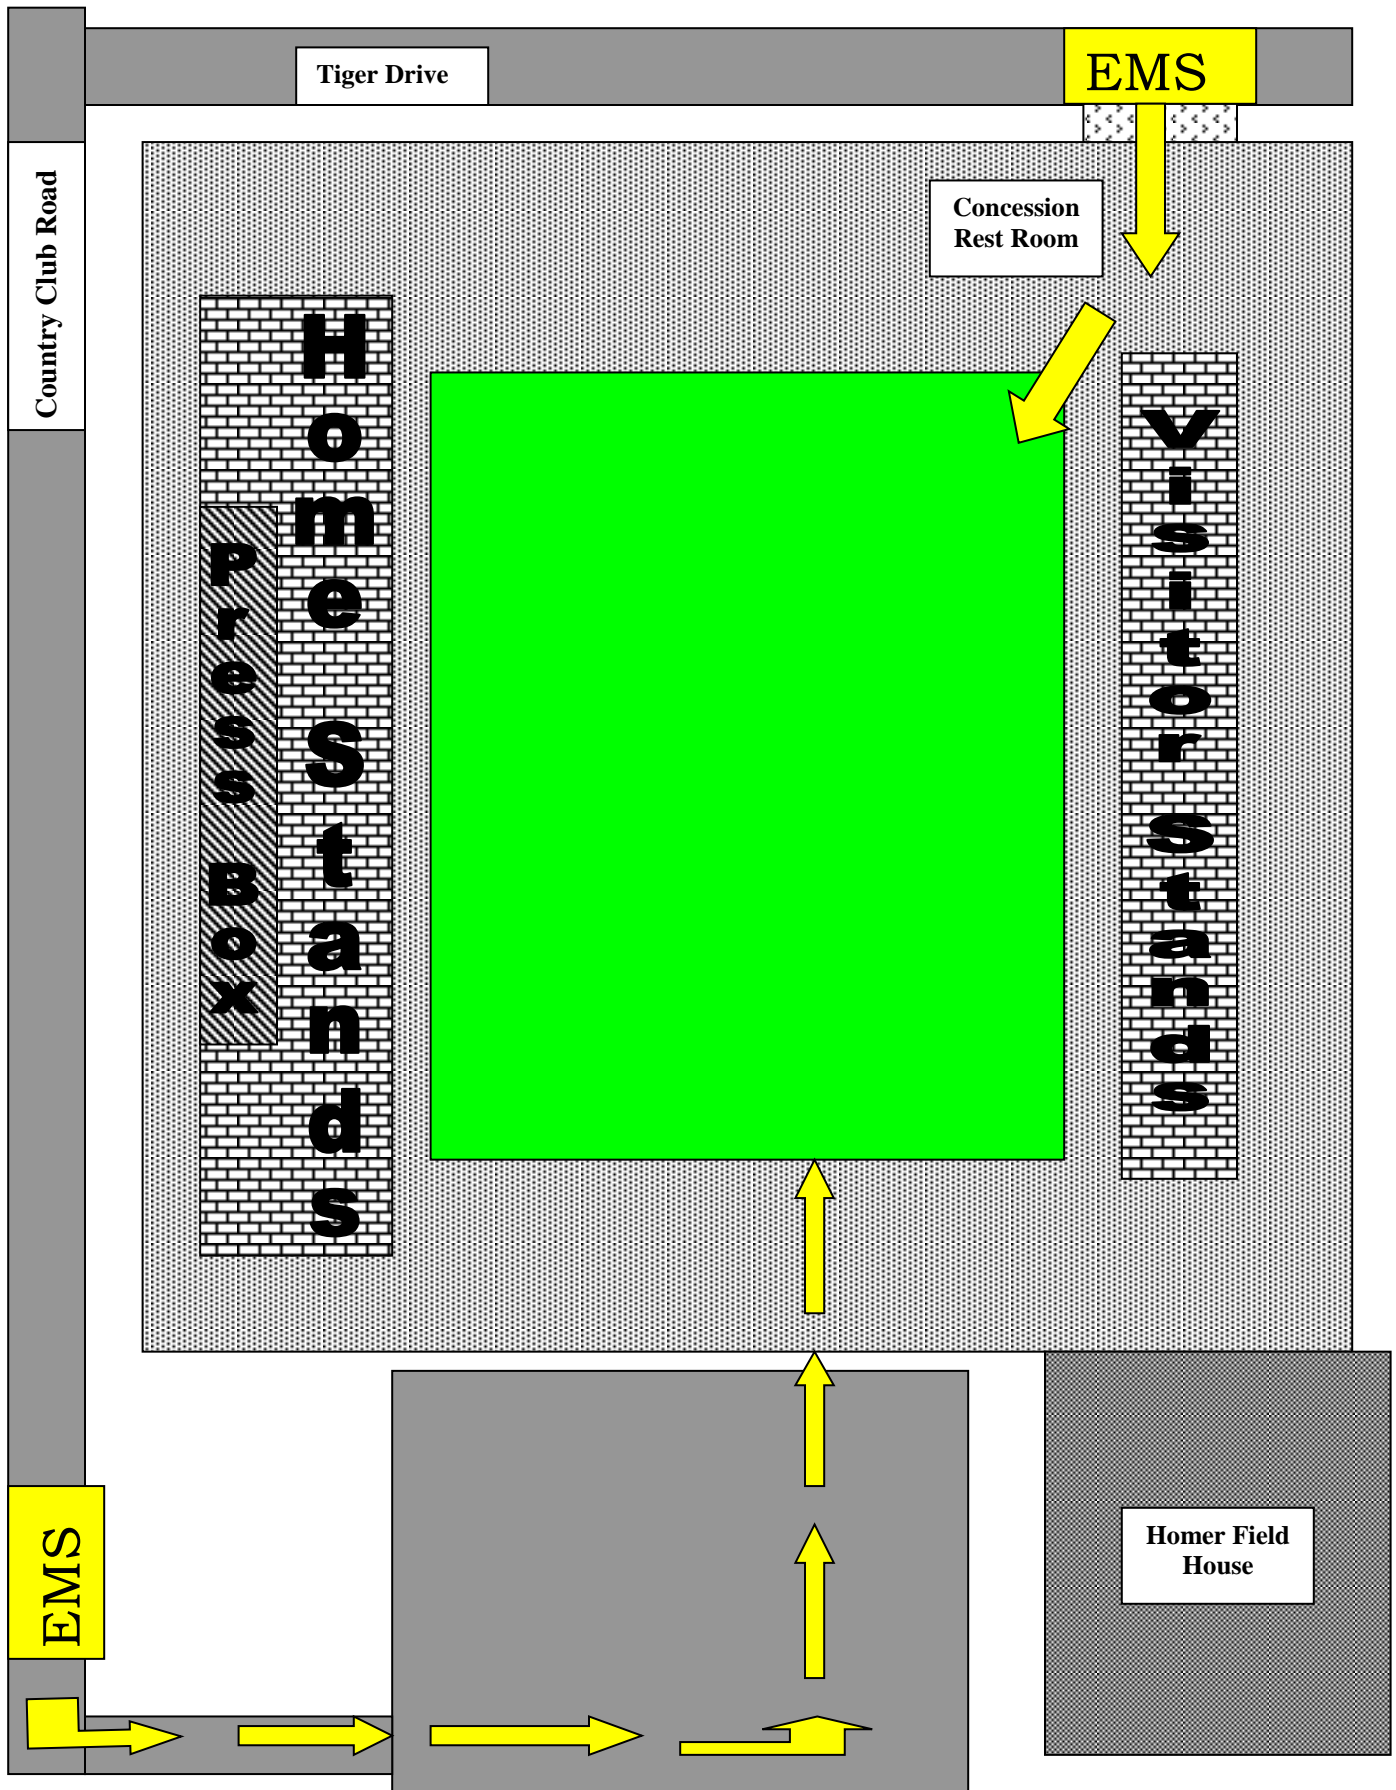 Tiger Drive
EMS
Country Club Road
Concession
Rest Room
Home Stands
Press Box
Visitor Stands
EMS
Homer Field
House